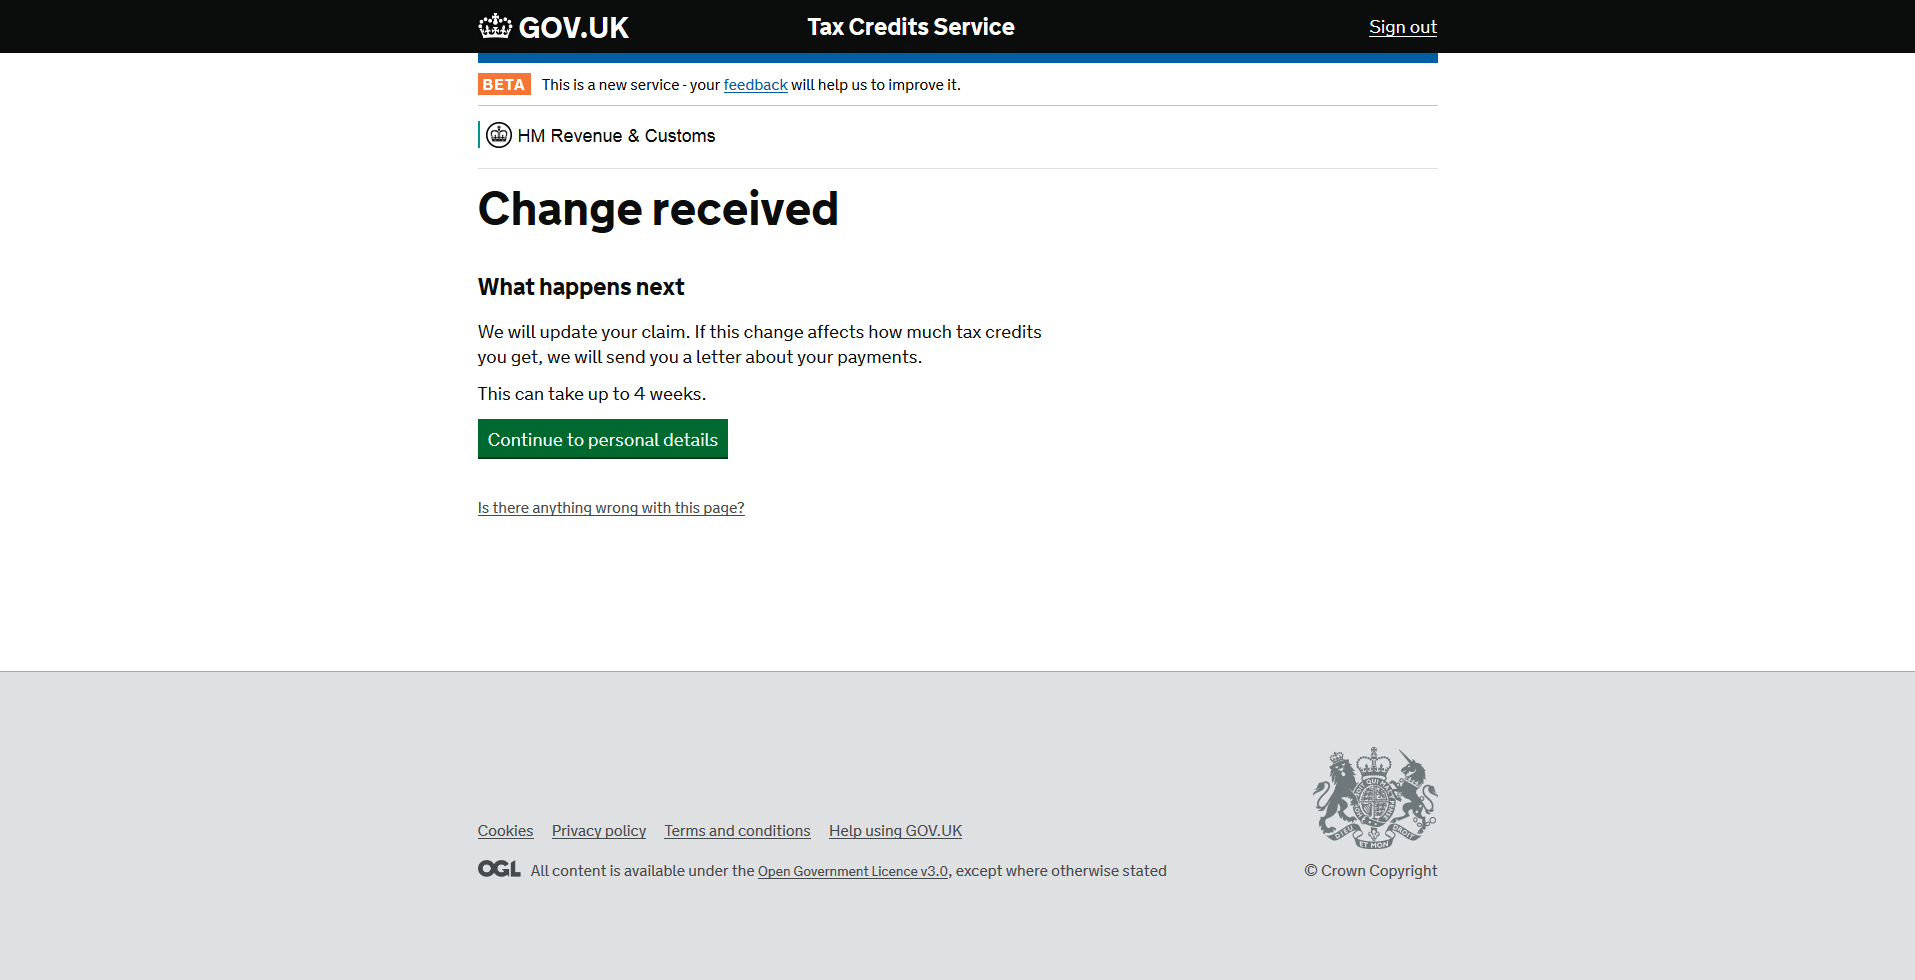 GOV.UK Tax Credits Service Sign out
BETA This is a new service - your feedback will help us to improve it.
HM Revenue & Customs
Change received
What happens next
We will update your claim. If this change affects how much tax credits
you get, we will send you a letter about your payments.
This can take up to 4 weeks.
Continue to personal details
Is there anything wrong with this page?
DIEU ET MON DROIT
Cookies Privacy policy Terms and conditions Help using GOV.UK
OGL All content is available under the Open Government Licence v3.0, except where otherwise stated
© Crown Copyright